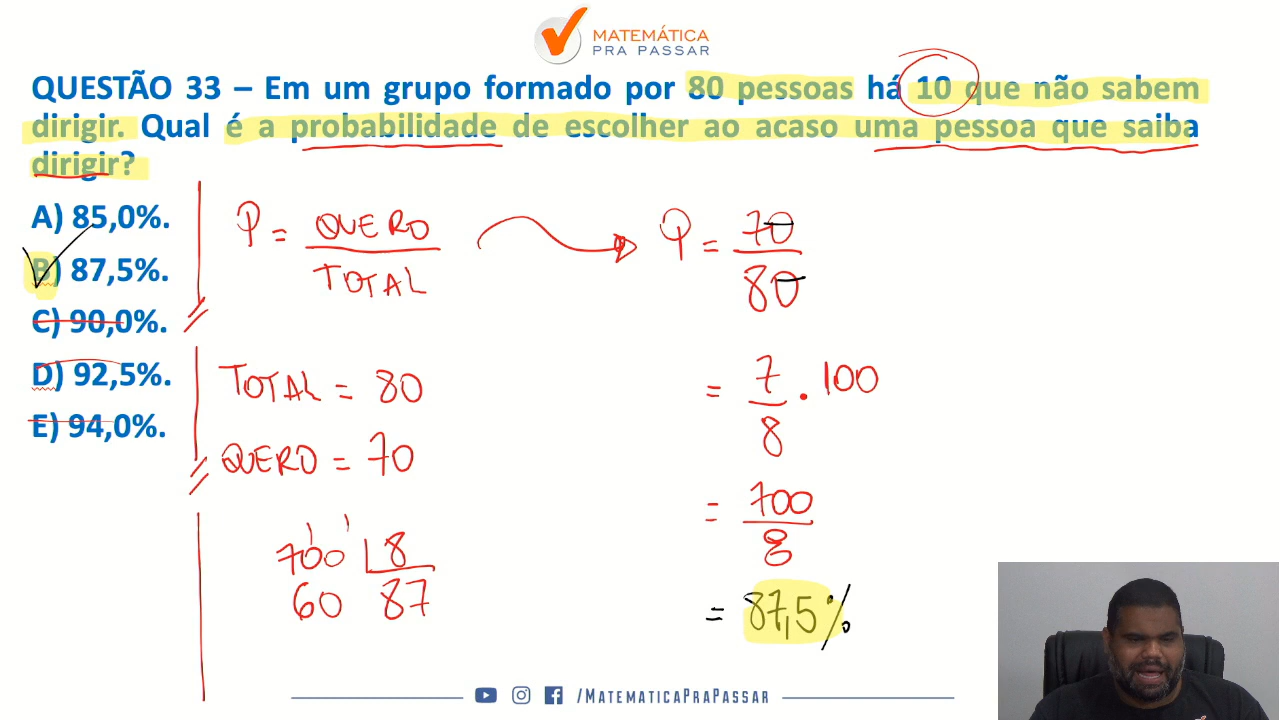 MATEMÁTICA
PRA PASSAR
QUESTÃO 33 – Em um grupo formado por 80 pessoas há 10 que não sabem
dirigir. Qual é a probabilidade de escolher ao acaso uma pessoa que saiba
dirigir?
A) 85,0%.
B) 87,5%.
C) 90,0%.
D) 92,5%.
E) 94,0%.
P = QUERO
TOTAL
P = 70
80
TOTAL = 80
QUERO = 70
700 8
60 87
= 7 . 100
8
= 700
8
= 87,5%
/MATEMATICAPRAPASSAR